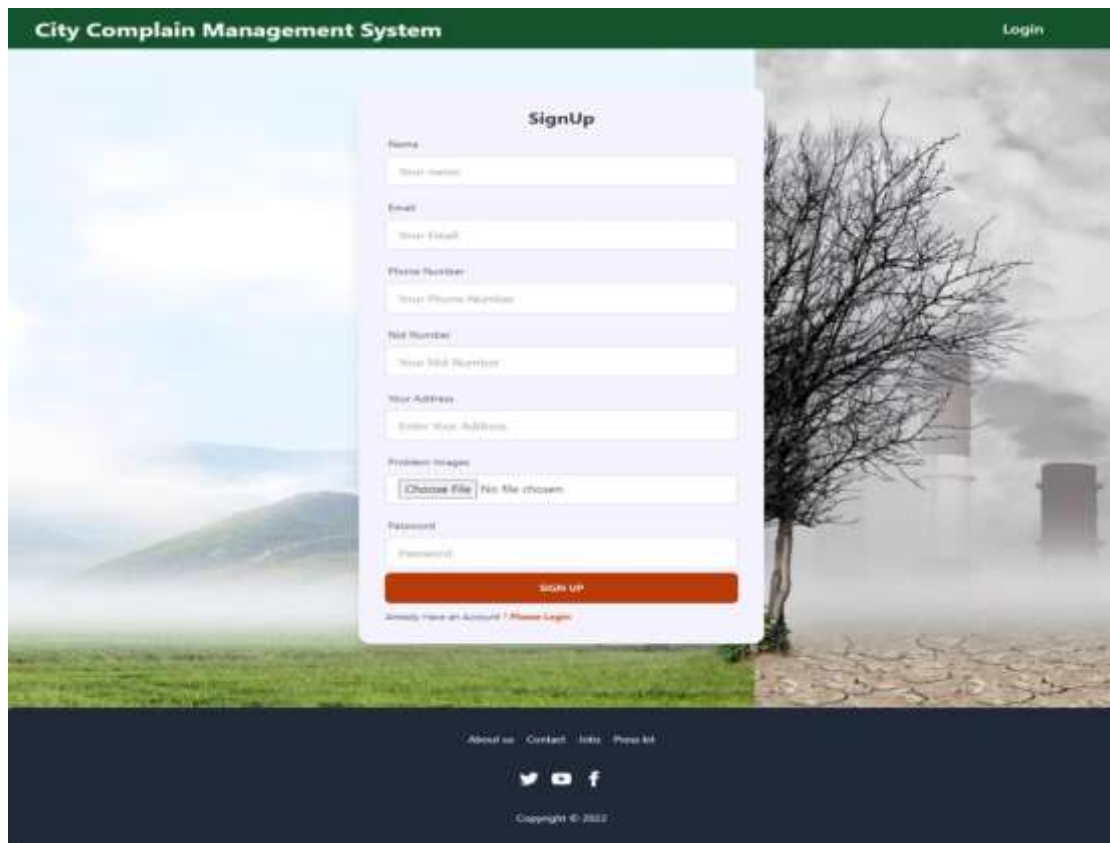 City Complain Management System
Login
SignUp
Name
Your name
Email
Your Email
Phone Number
Your Phone Number
Nid Number
Your Nid Number
Your Address
Enter Your Address
Problem Images
Choose File No file chosen
Password
Password
SIGN UP
Already Have an Account ? Please Login
About us Contact Jobs Press kit
Copyright © 2022